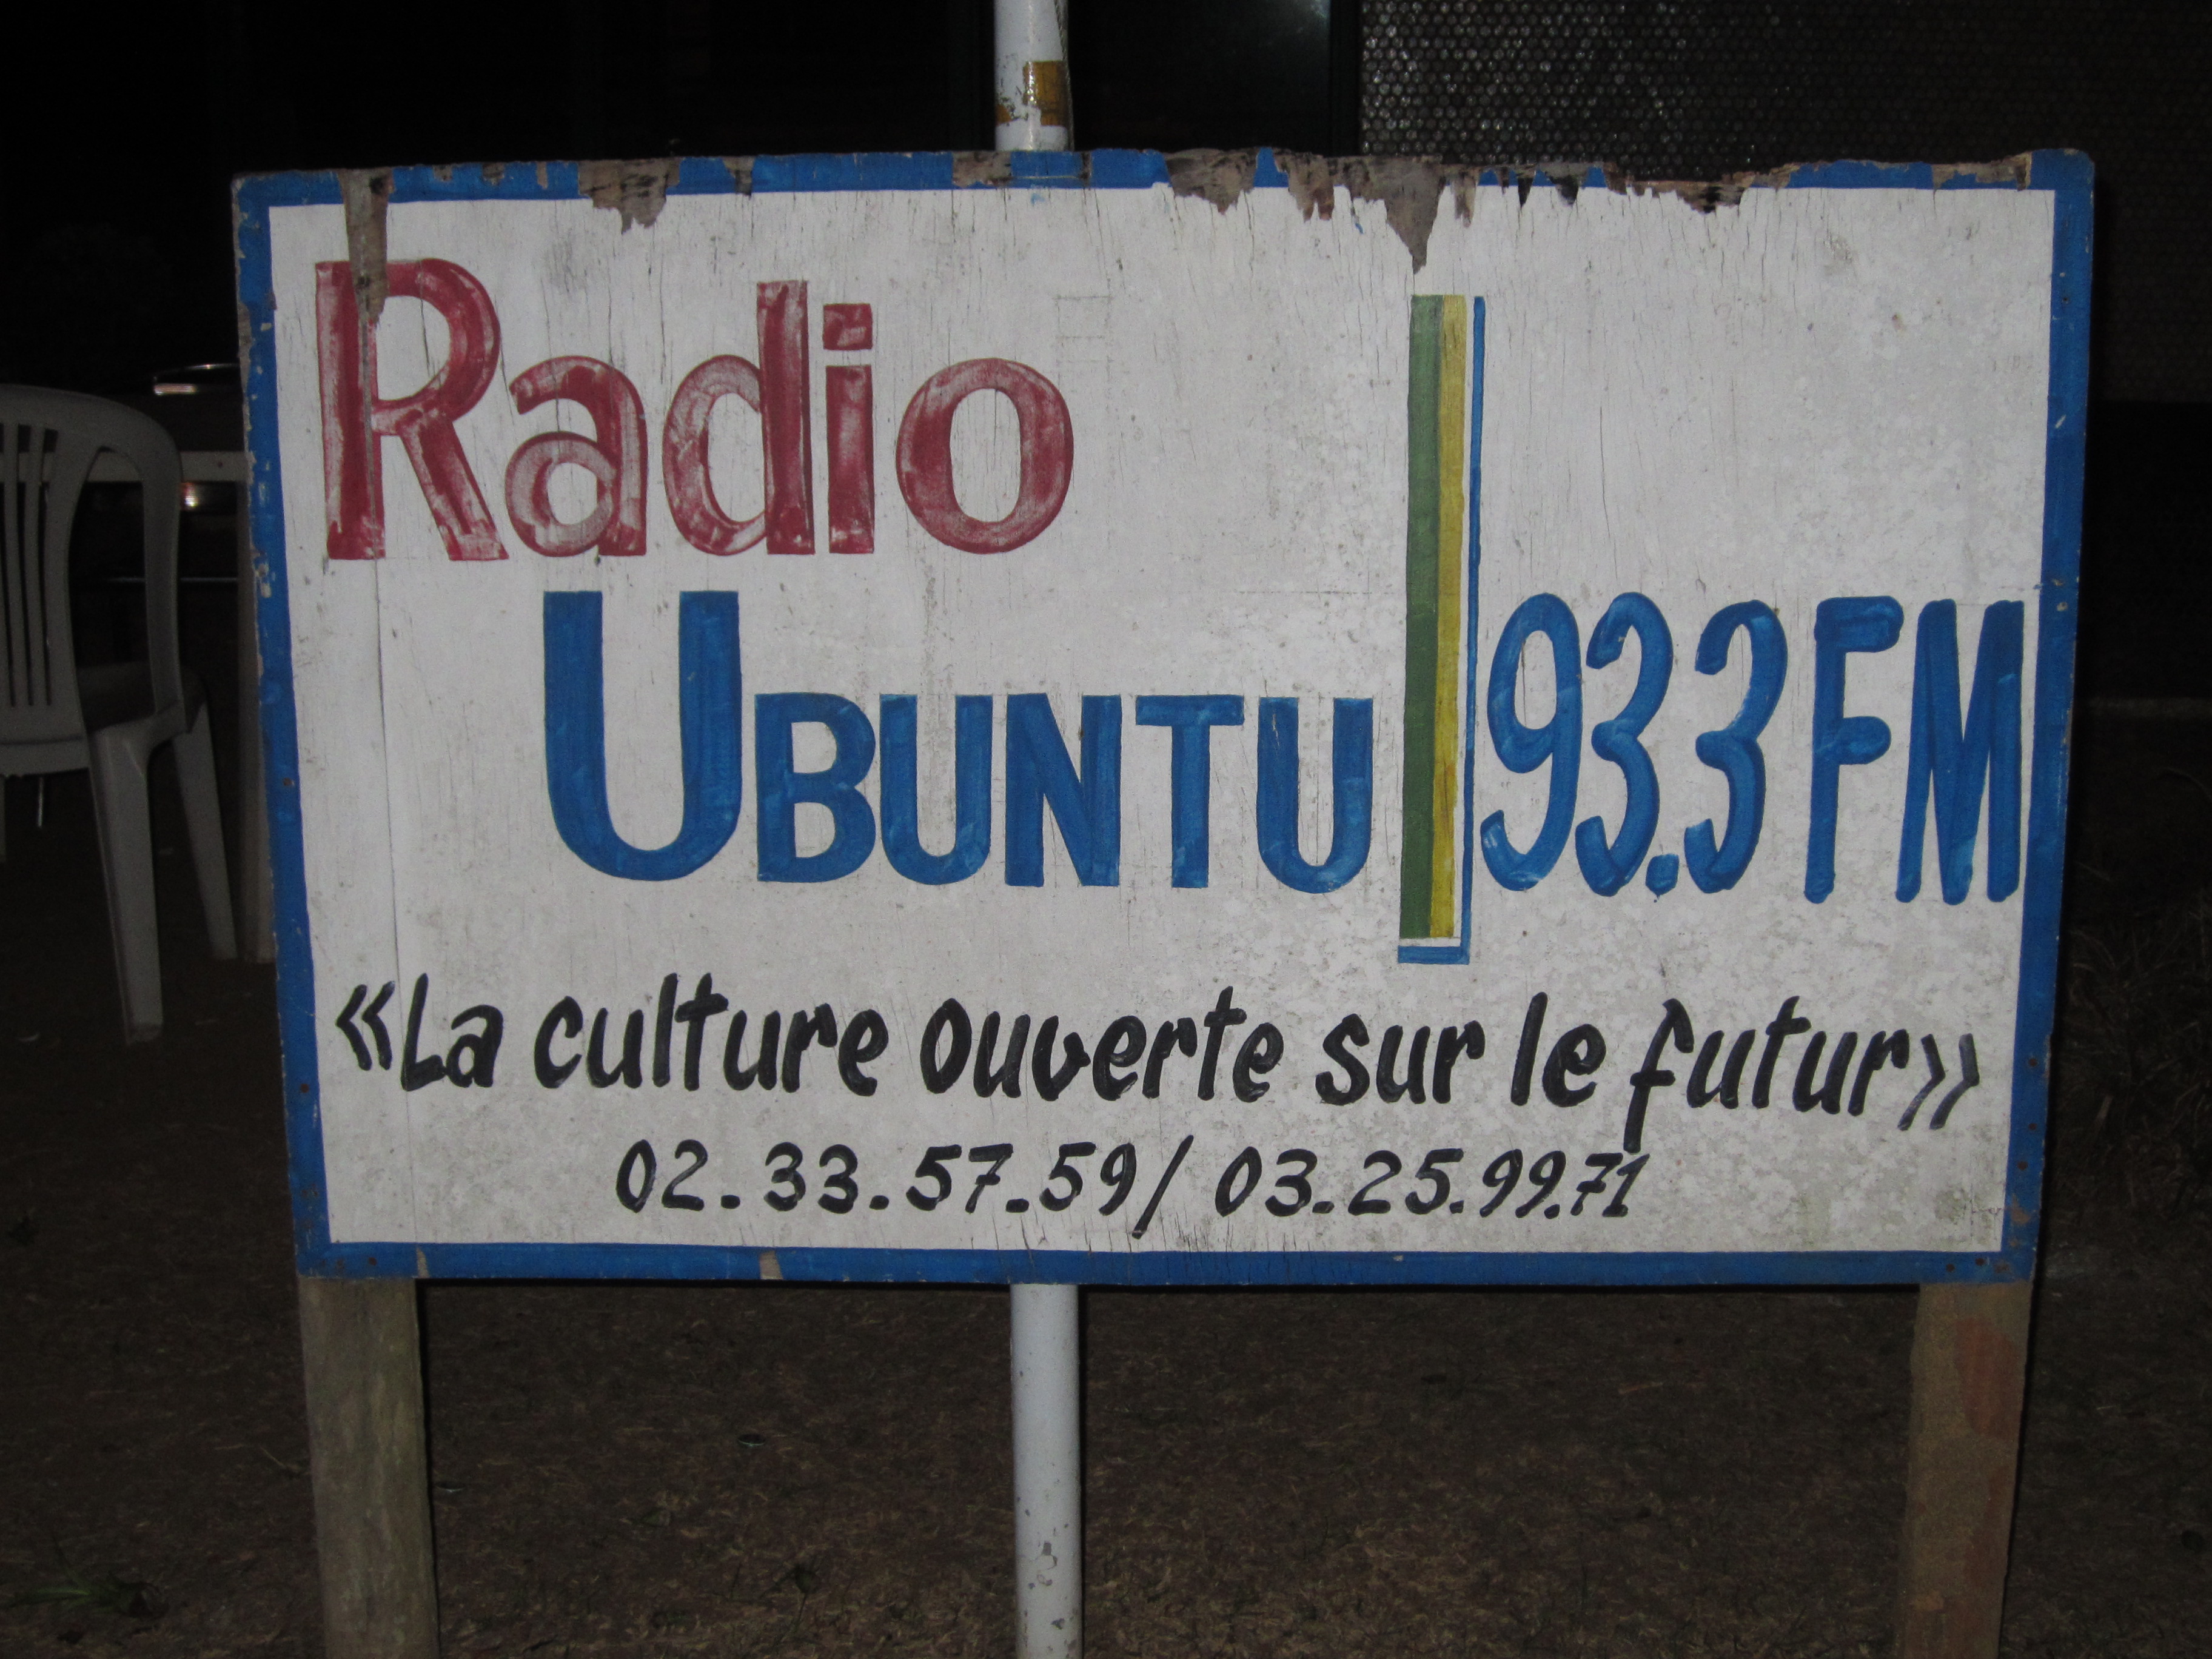 Radio
UBUNTU 93.3 FM
«La culture ouverte sur le futur»
02.33.57.59/ 03.25.99.71